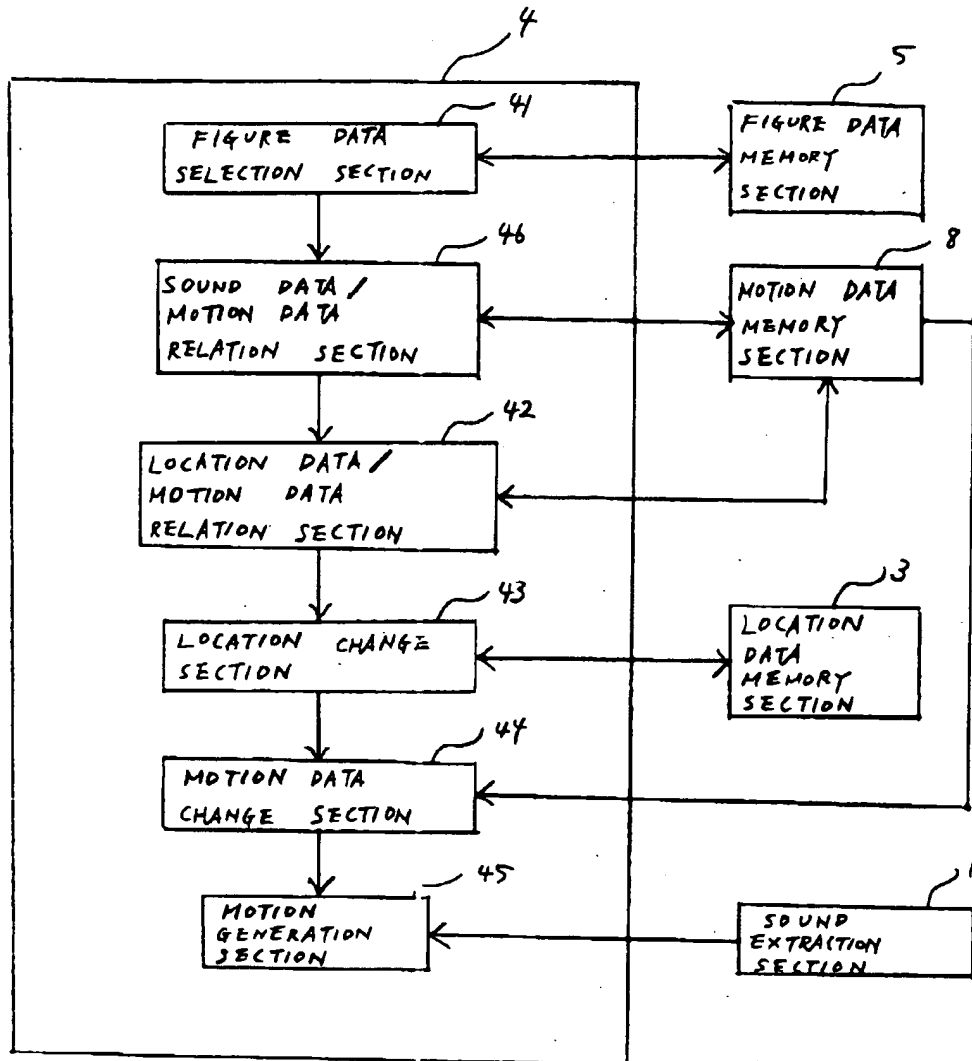 4
41
FIGURE DATA
SELECTION SECTION
5
FIGURE DATA
MEMORY
SECTION
46
SOUND DATA/
MOTION DATA
RELATION SECTION
8
MOTION DATA
MEMORY
SECTION
42
LOCATION DATA/
MOTION DATA
RELATION SECTION
43
LOCATION CHANGE
SECTION
3
LOCATION
DATA
MEMORY
SECTION
44
MOTION DATA
CHANGE SECTION
45
MOTION
GENERATION
SECTION
SOUND
EXTRACTION
SECTION